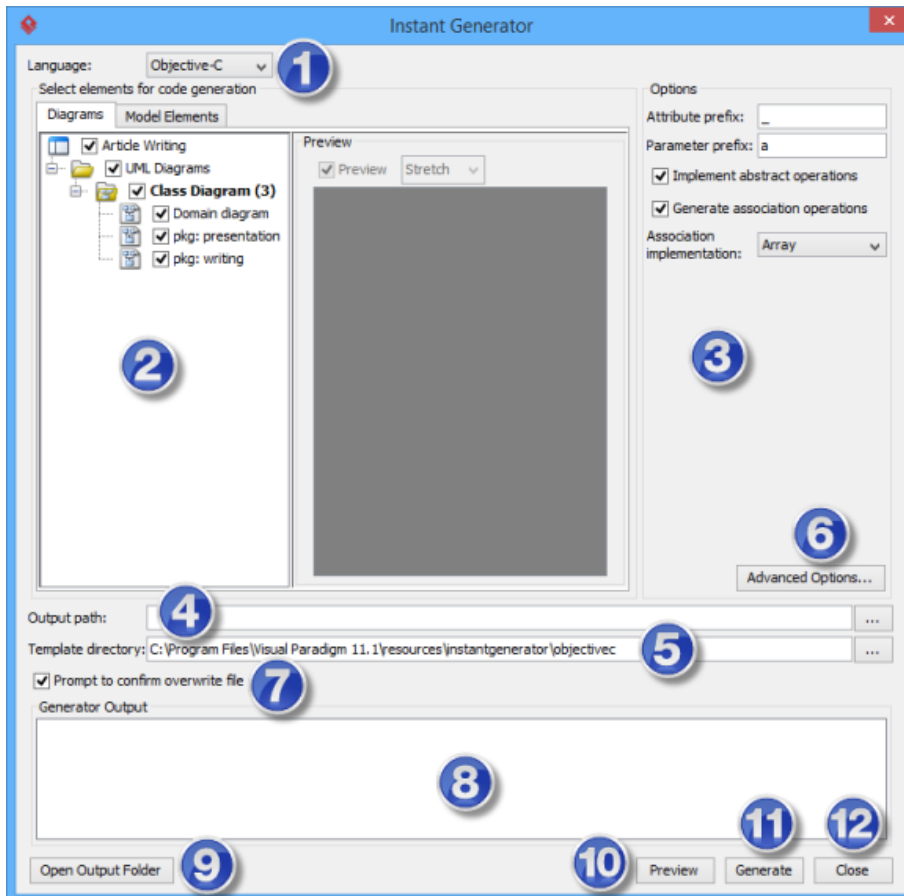 Instant Generator
Language: Objective-C 1
Select elements for code generation
Diagrams Model Elements
Article Writing
UML Diagrams
Class Diagram (3)
Domain diagram
pkg: presentation
pkg: writing
2
Preview
Preview Stretch
Options
Attribute prefix: _
Parameter prefix: a
Implement abstract operations
Generate association operations
Association
implementation: Array
3
6
Advanced Options...
Output path: 4 ...
Template directory: C:\Program Files\Visual Paradigm 11.1\resources\instantgenerator\objectivec 5 ...
Prompt to confirm overwrite file 7
Generator Output
8
Open Output Folder 9 10 Preview 11 Generate 12 Close